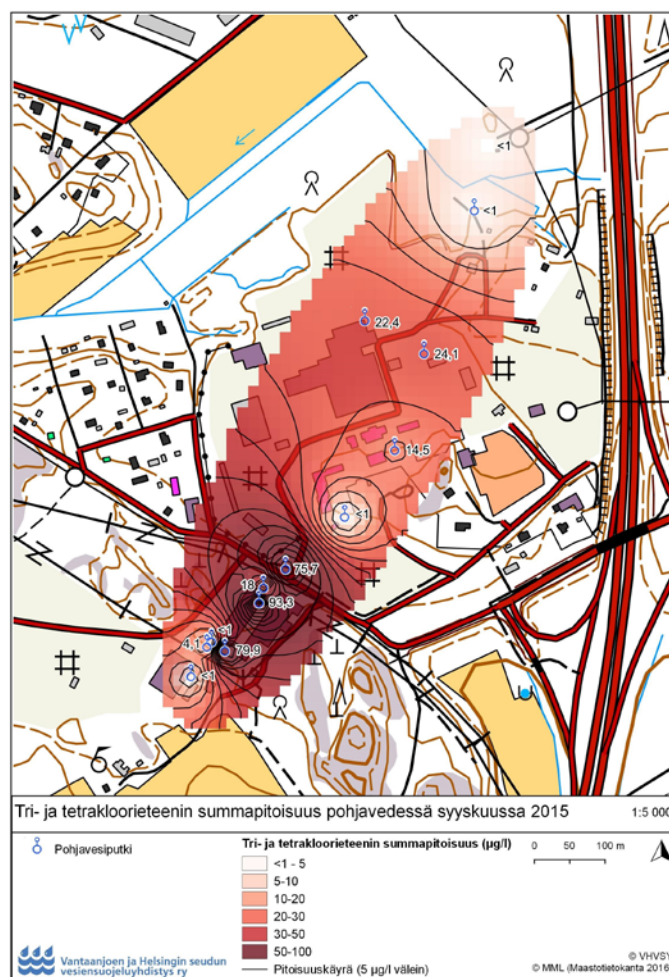 <1
<1
22,4
24,1
14,5
<1
75,7
18
93,3
<1
4,1
79,9
<1
Tri- ja tetrakloorieteenin summapitoisuus pohjavedessä syyskuussa 2015
1:5 000
Pohjavesiputki
Tri- ja tetrakloorieteenin summapitoisuus (µg/l)
0 50 100 m
<1 - 5
5-10
10-20
20-30
30-50
50-100
Pitoisuuskäyrä (5 µg/l välein)
Vantaanjoen ja Helsingin seudun
vesiensuojeluyhdistys ry
© VHVSY
© MML (Maastotietokanta 2016)